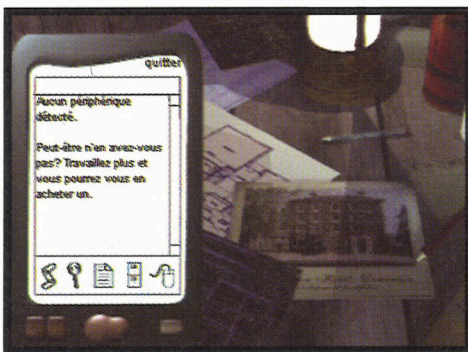 quitter
Aucun périphérique
détecté.
Peut-être n'en avez-vous
pas? Travaillez plus et
vous pourrez vous en
acheter un.